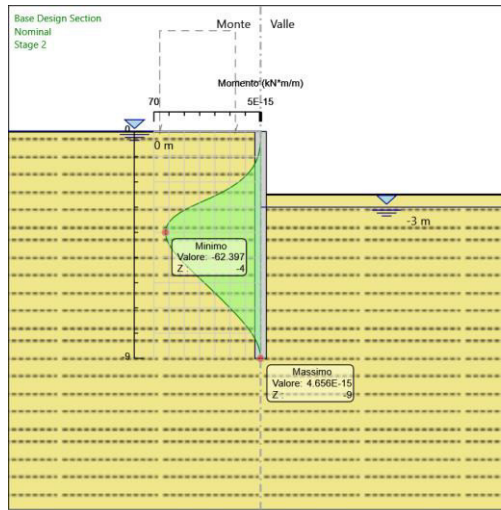 Base Design Section
Nominal
Stage 2
Monte Valle
Momento (kN*m/m)
70 5E-15
0
0 m
-3 m
Minimo
Valore: -62.397
Z : -4
-9
Massimo
Valore: 4.656E-15
Z : -9